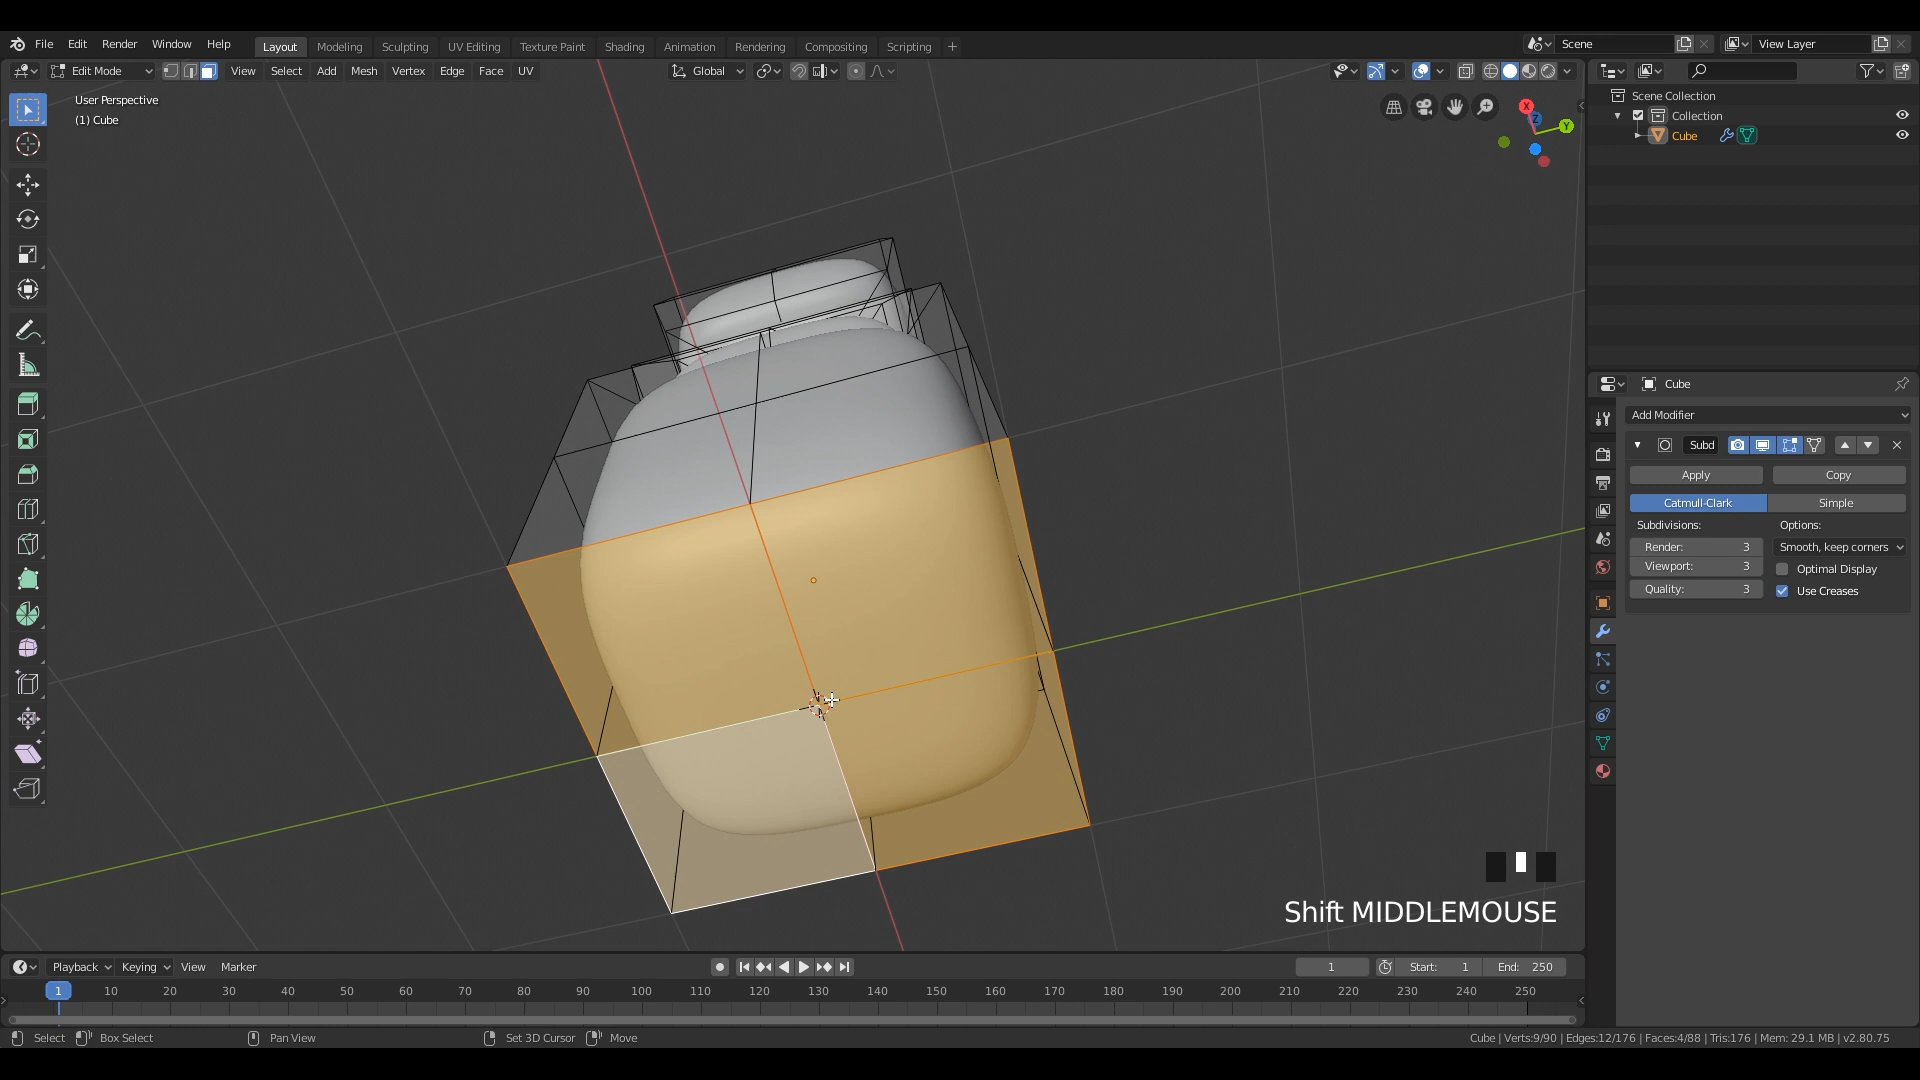 File Edit Render Window Help Layout Modeling Sculpting UV Editing Texture Paint Shading Animation Rendering Compositing Scripting + Scene View Layer
Edit Mode View Select Add Mesh Vertex Edge Face UV Global
User Perspective
(1) Cube
X
Y
Z
Scene Collection
Collection
Cube
Cube
Add Modifier
Subd
Apply Copy
Catmull-Clark Simple
Subdivisions: Options:
Render: 3 Smooth, keep corners
Viewport: 3 Optimal Display
Quality: 3 Use Creases
Shift MIDDLEMOUSE
Playback Keying View Marker 1 Start: 1 End: 250
1 10 20 30 40 50 60 70 80 90 100 110 120 130 140 150 160 170 180 190 200 210 220 230 240 250
Select Box Select Pan View Set 3D Cursor Move Cube | Verts:9/90 | Edges:12/176 | Faces:4/88 | Tris:176 | Mem: 29.1 MB | v2.80.75